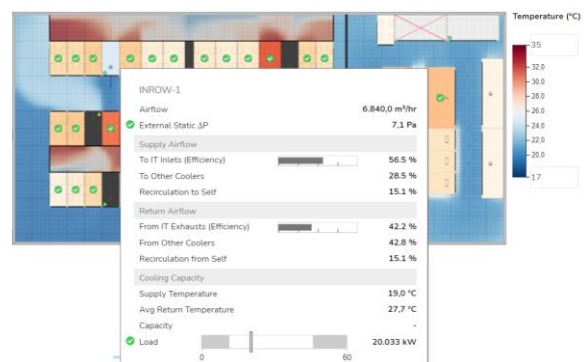 Temperature (°C)
35
32.0
30.0
28.0
26.0
24.0
22.0
20.0
17
INROW-1
Airflow 6.840,0 m³/hr
External Static ΔP 7,1 Pa
Supply Airflow
To IT Inlets (Efficiency) 56.5 %
To Other Coolers 28.5 %
Recirculation to Self 15.1 %
Return Airflow
From IT Exhausts (Efficiency) 42.2 %
From Other Coolers 42.8 %
Recirculation from Self 15.1 %
Cooling Capacity
Supply Temperature 19,0 °C
Avg Return Temperature 27,7 °C
Capacity -
Load 20.033 kW
0 60